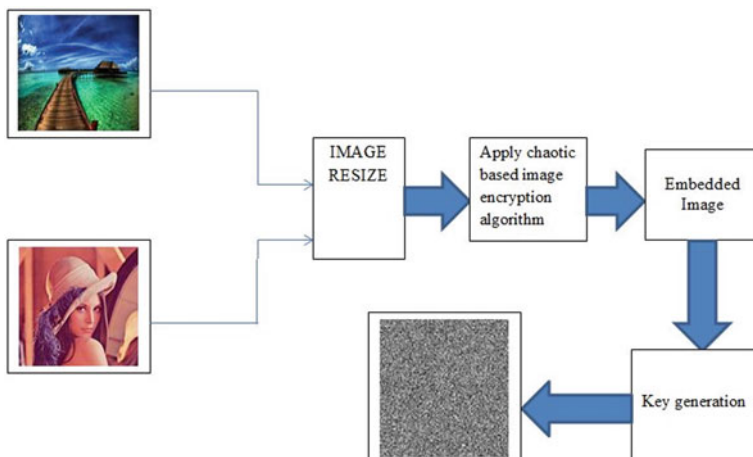 IMAGE
RESIZE
Apply chaotic
based image
encryption
algorithm
Embedded
Image
Key generation